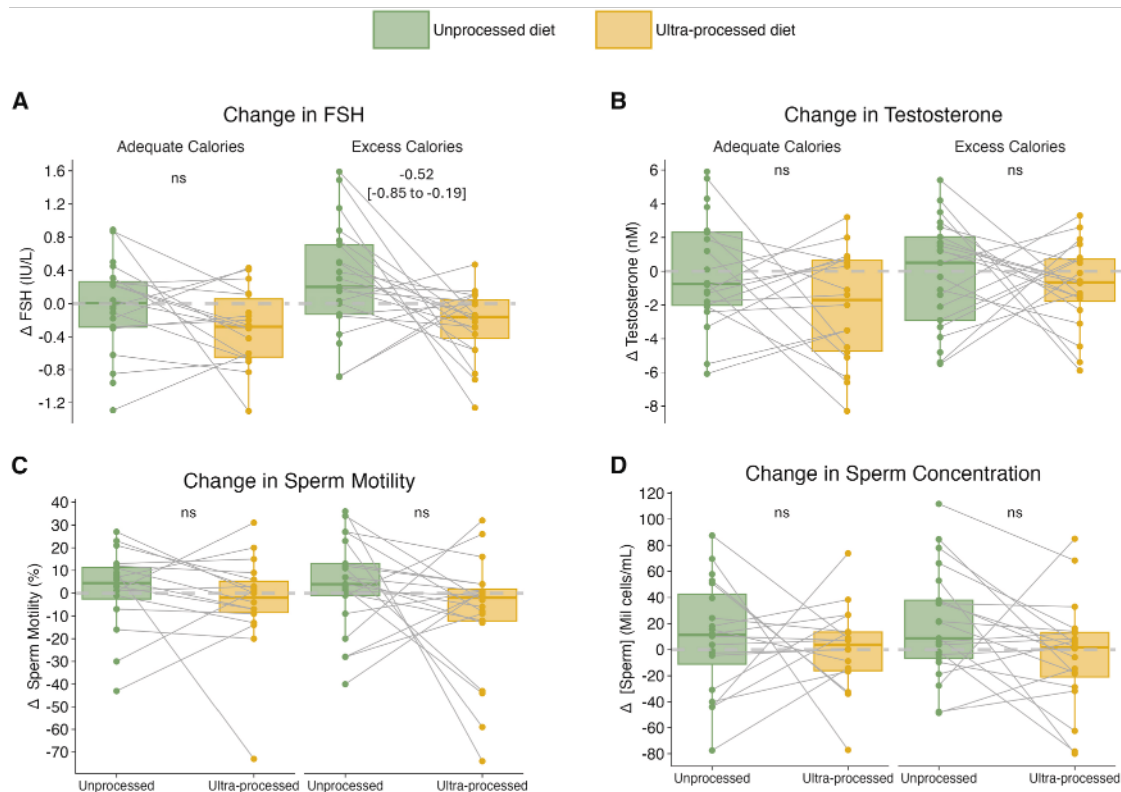 Unprocessed diet
Ultra-processed diet
A
Change in FSH
Adequate Calories
Excess Calories
ns
-0.52
[-0.85 to -0.19]
Δ FSH (IU/L)
1.6
1.2
0.8
0.4
0.0
-0.4
-0.8
-1.2
B
Change in Testosterone
Adequate Calories
Excess Calories
ns
ns
Δ Testosterone (nM)
6
4
2
0
-2
-4
-6
-8
C
Change in Sperm Motility
ns
ns
Δ Sperm Motility (%)
40
30
20
10
0
-10
-20
-30
-40
-50
-60
-70
Unprocessed
Ultra-processed
Unprocessed
Ultra-processed
D
Change in Sperm Concentration
ns
ns
Δ [Sperm] (Mil cells/mL)
120
100
80
60
40
20
0
-20
-40
-60
-80
Unprocessed
Ultra-processed
Unprocessed
Ultra-processed